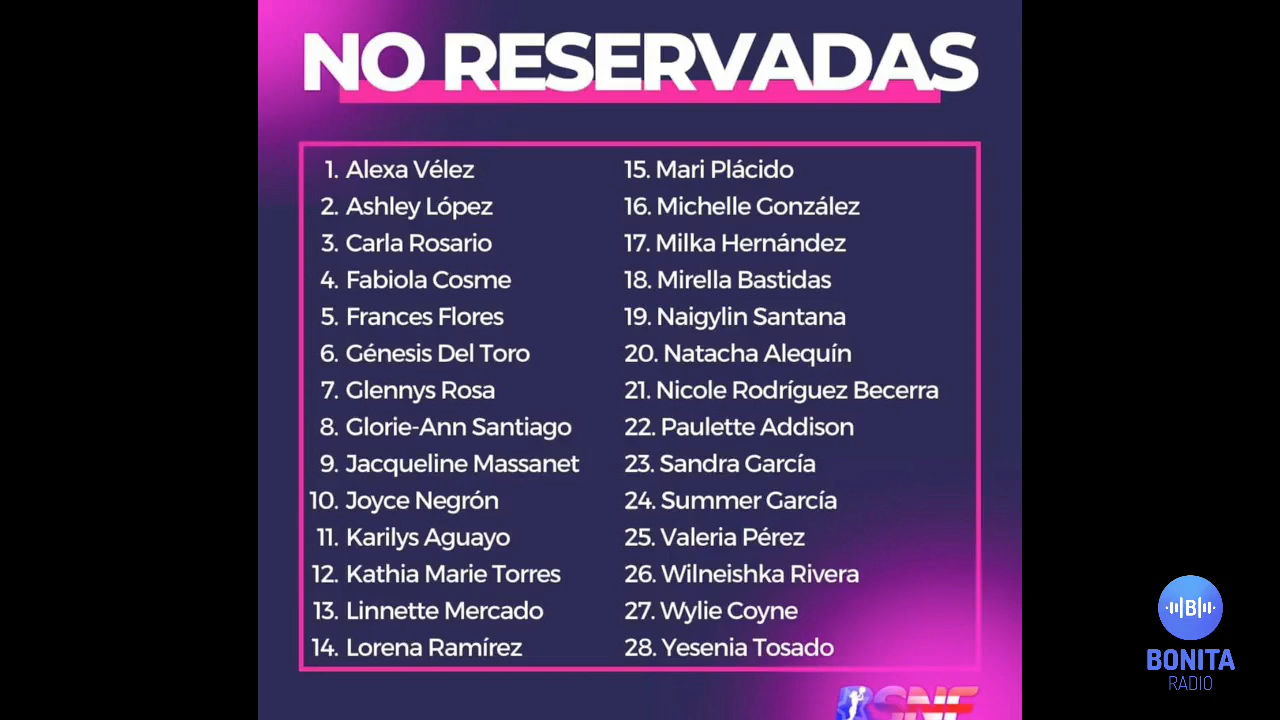 NO RESERVADAS
1. Alexa Vélez
2. Ashley López
3. Carla Rosario
4. Fabiola Cosme
5. Frances Flores
6. Génesis Del Toro
7. Glennys Rosa
8. Glorie-Ann Santiago
9. Jacqueline Massanet
10. Joyce Negrón
11. Karilys Aguayo
12. Kathia Marie Torres
13. Linnette Mercado
14. Lorena Ramírez
15. Mari Plácido
16. Michelle González
17. Milka Hernández
18. Mirella Bastidas
19. Naigylin Santana
20. Natacha Alequín
21. Nicole Rodríguez Becerra
22. Paulette Addison
23. Sandra García
24. Summer García
25. Valeria Pérez
26. Wilneishka Rivera
27. Wylie Coyne
28. Yesenia Tosado
BSNF
B
BONITA
RADIO